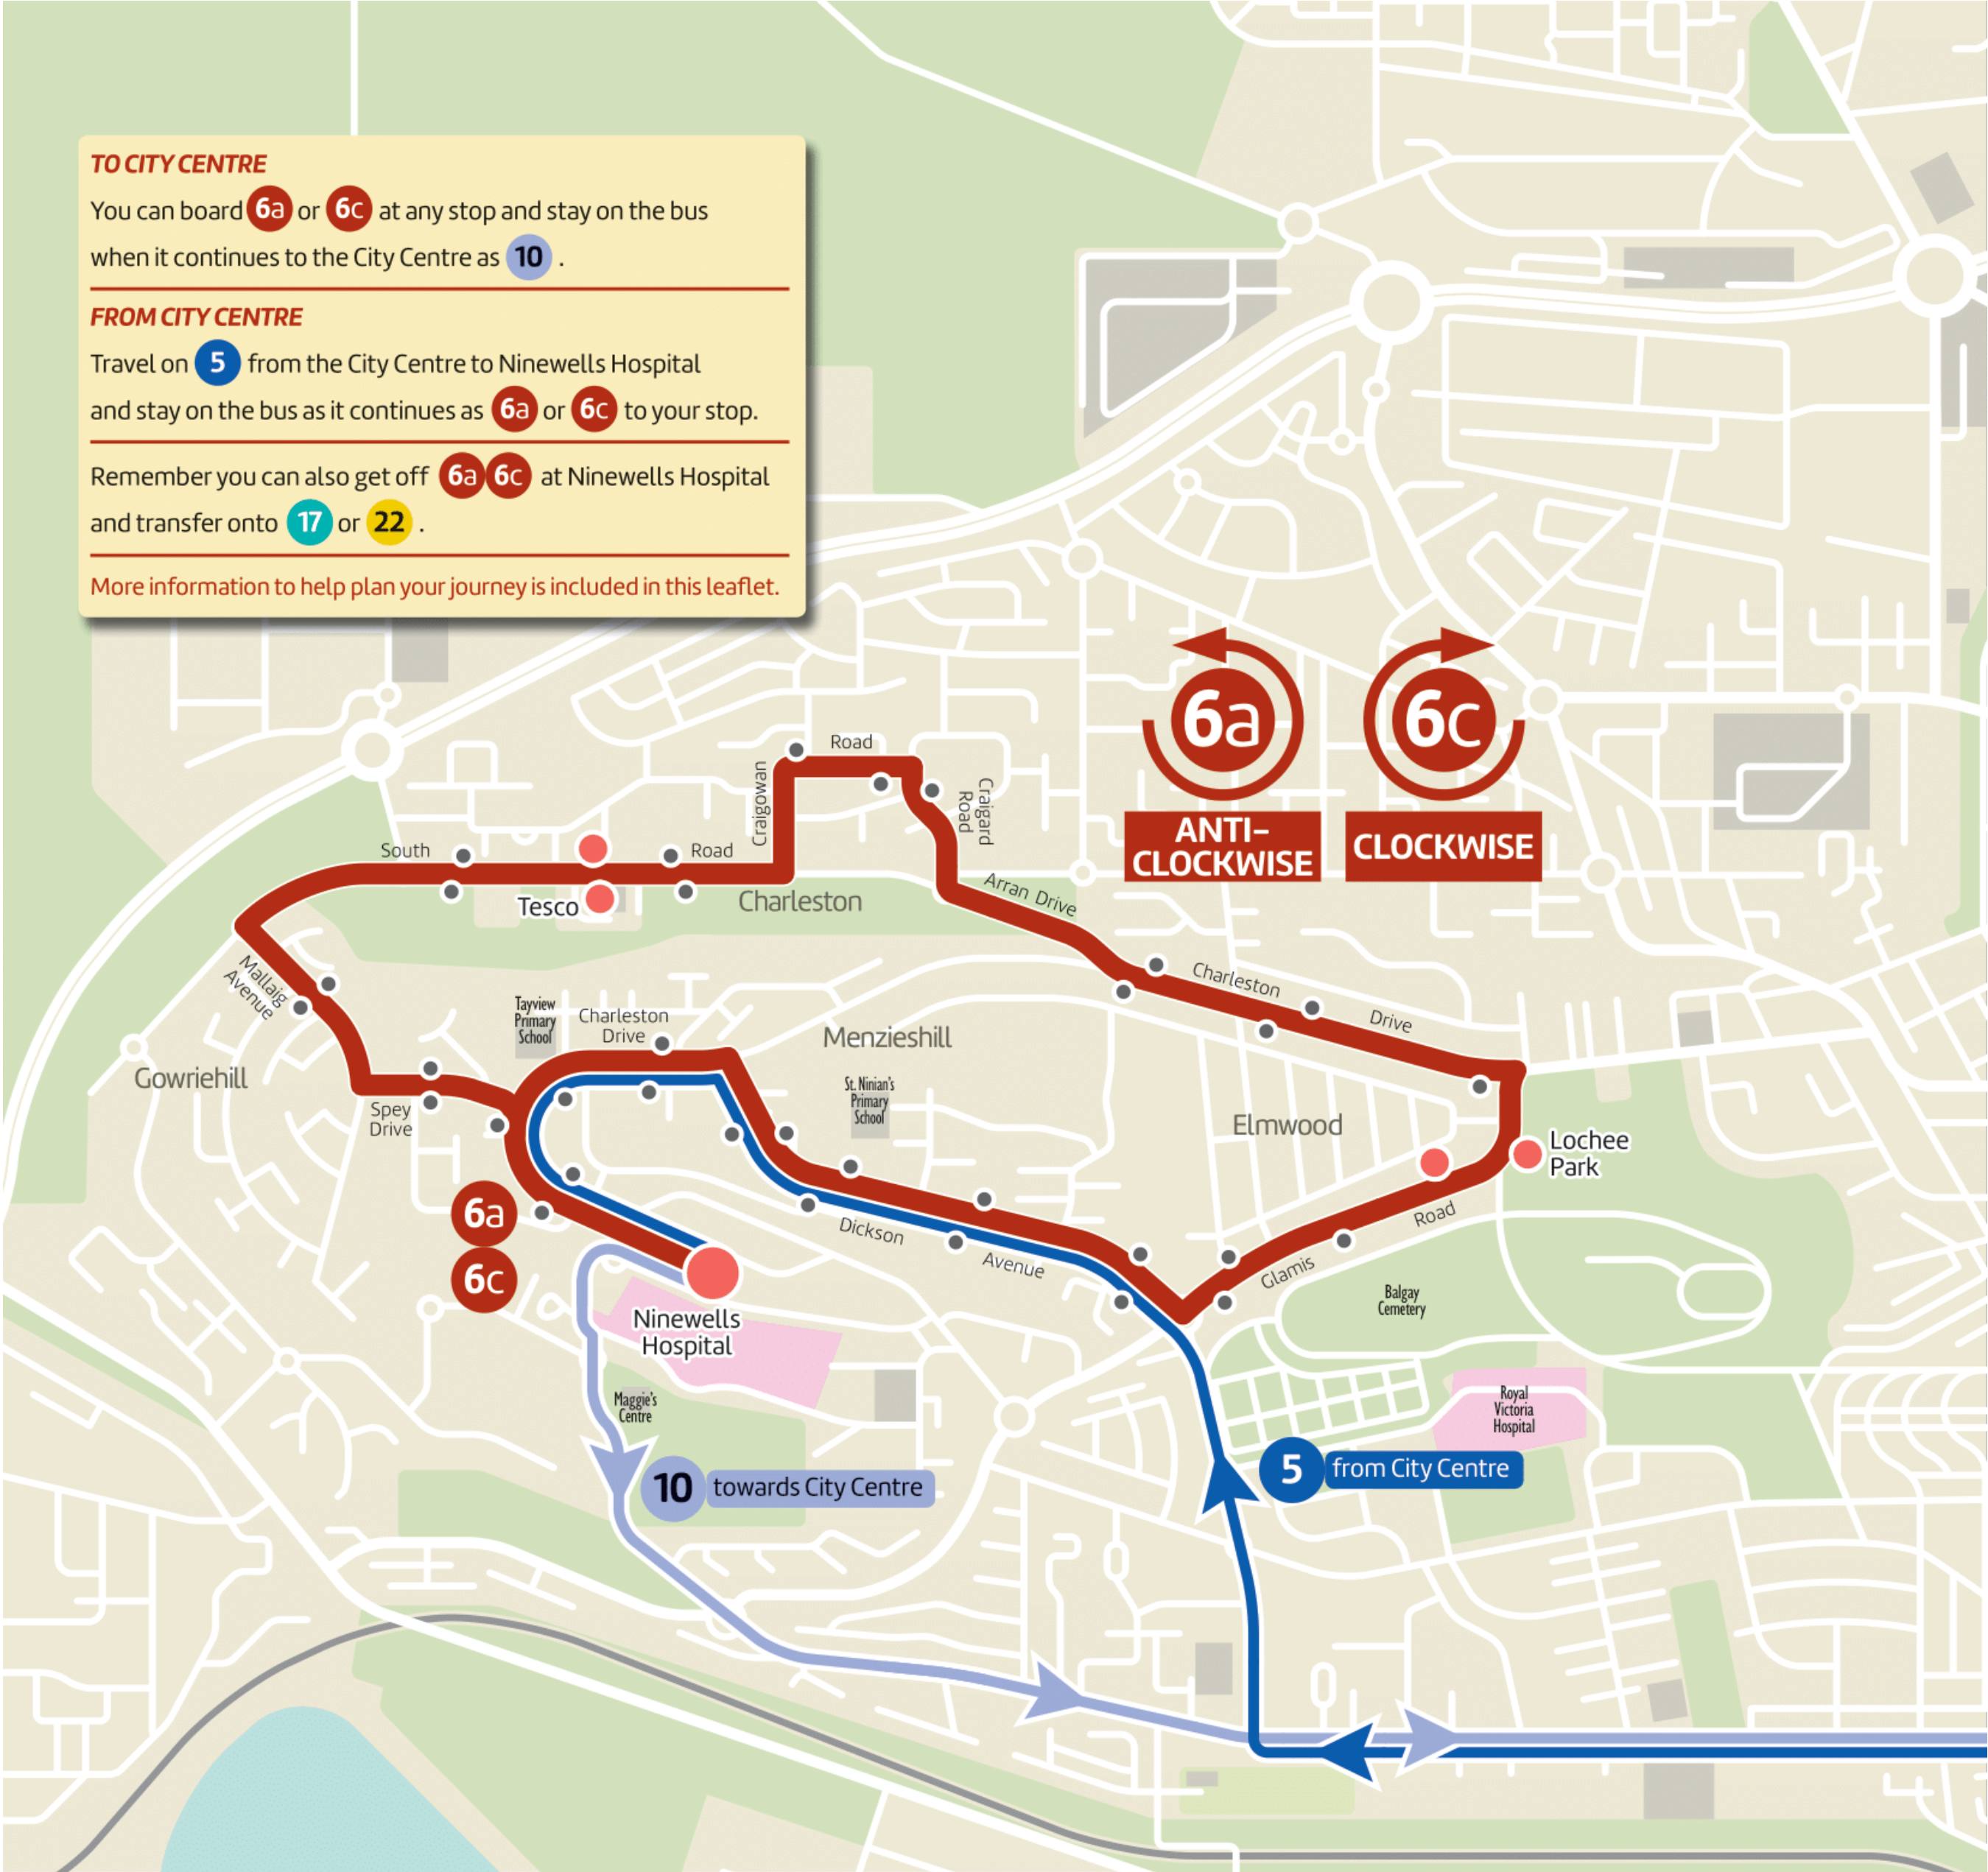 TO CITY CENTRE
You can board 6a or 6c at any stop and stay on the bus
when it continues to the City Centre as 10 .
FROM CITY CENTRE
Travel on 5 from the City Centre to Ninewells Hospital
and stay on the bus as it continues as 6a or 6c to your stop.
Remember you can also get off 6a 6c at Ninewells Hospital
and transfer onto 17 or 22 .
More information to help plan your journey is included in this leaflet.
6a
ANTI-
CLOCKWISE
6c
CLOCKWISE
Road
Craigowan
Craigard
Road
South
Road
Tesco
Charleston
Arran Drive
Charleston
Drive
Mallaig
Avenue
Gowriehill
Tayview
Primary
School
Charleston
Drive
Menzieshill
Spey
Drive
St. Ninian's
Primary
School
Elmwood
Lochee
Park
6a
6c
Dickson
Avenue
Glamis
Road
Balgay
Cemetery
Ninewells
Hospital
Maggie's
Centre
Royal
Victoria
Hospital
10 towards City Centre
5 from City Centre